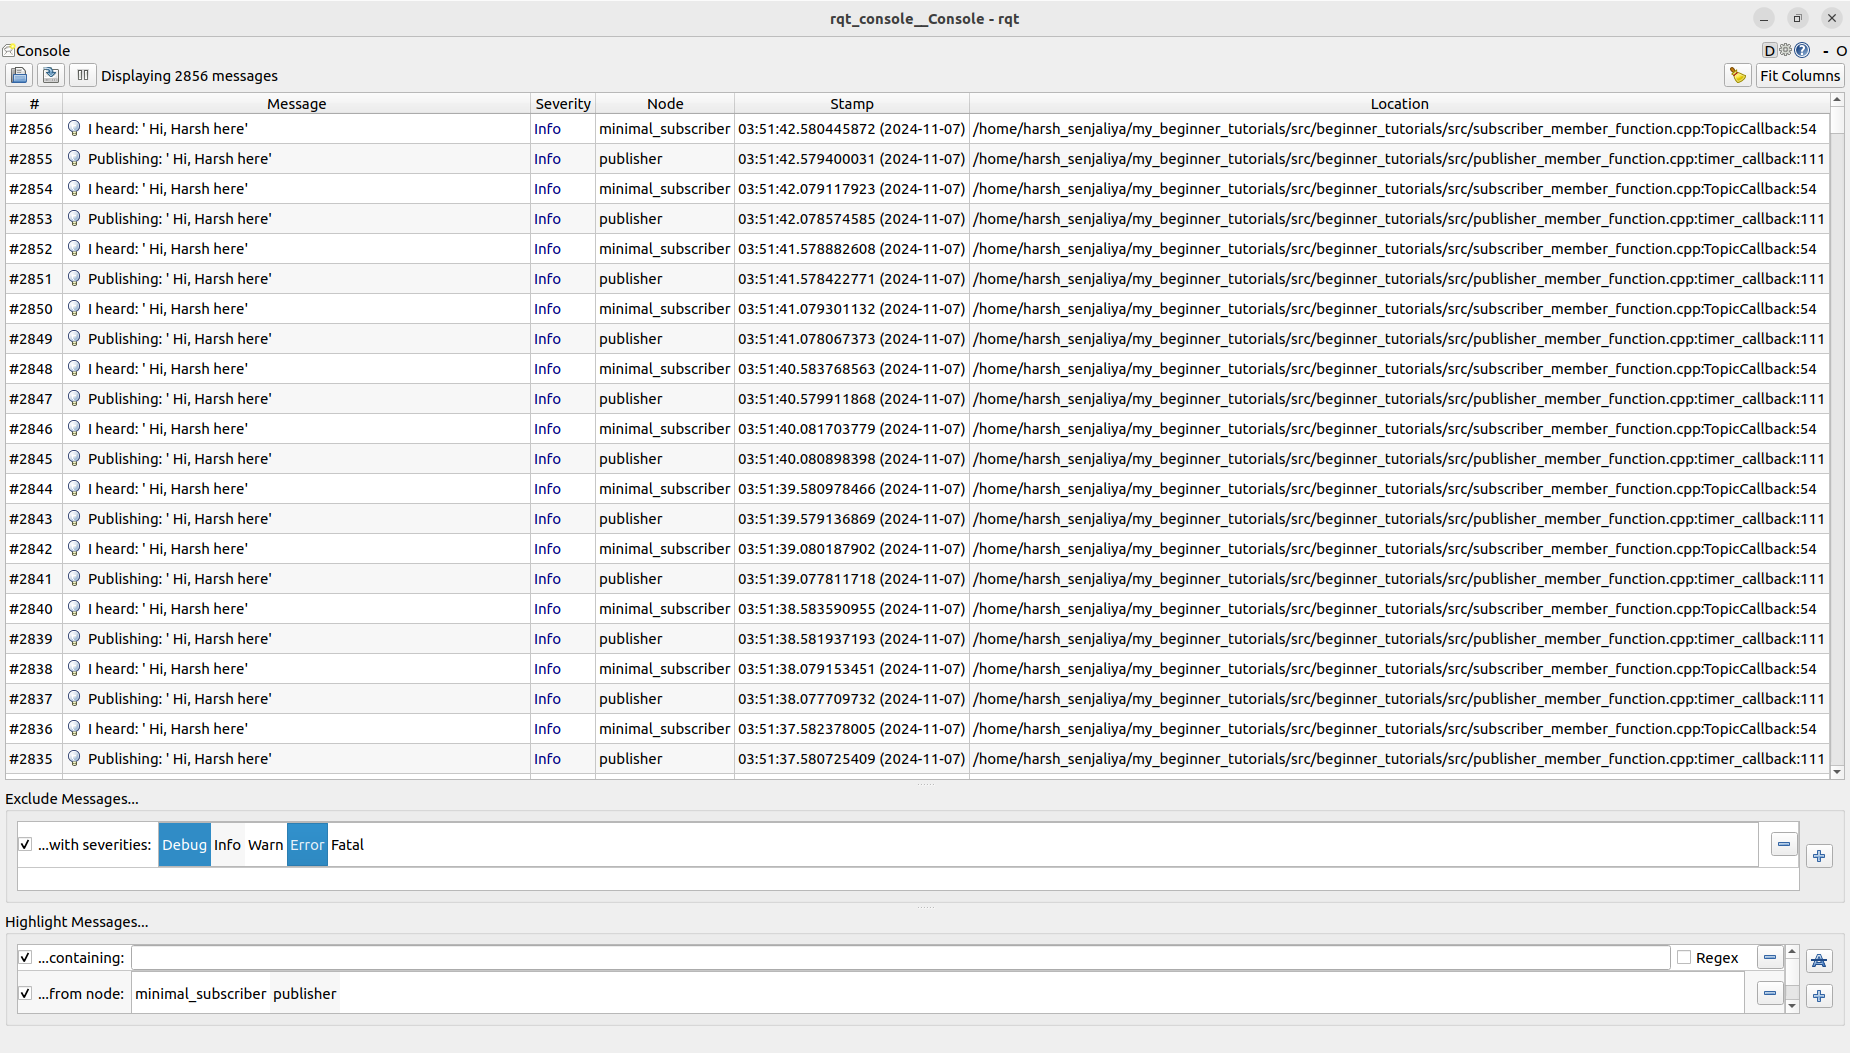 rqt_console__Console - rqt
Console D ? - O
Displaying 2856 messages Fit Columns
# Message Severity Node Stamp Location
#2856 I heard: ' Hi, Harsh here' Info minimal_subscriber 03:51:42.580445872 (2024-11-07) /home/harsh_senjaliya/my_beginner_tutorials/src/beginner_tutorials/src/subscriber_member_function.cpp:TopicCallback:54
#2855 Publishing: ' Hi, Harsh here' Info publisher 03:51:42.579400031 (2024-11-07) /home/harsh_senjaliya/my_beginner_tutorials/src/beginner_tutorials/src/publisher_member_function.cpp:timer_callback:111
#2854 I heard: ' Hi, Harsh here' Info minimal_subscriber 03:51:42.079117923 (2024-11-07) /home/harsh_senjaliya/my_beginner_tutorials/src/beginner_tutorials/src/subscriber_member_function.cpp:TopicCallback:54
#2853 Publishing: ' Hi, Harsh here' Info publisher 03:51:42.078574585 (2024-11-07) /home/harsh_senjaliya/my_beginner_tutorials/src/beginner_tutorials/src/publisher_member_function.cpp:timer_callback:111
#2852 I heard: ' Hi, Harsh here' Info minimal_subscriber 03:51:41.578882608 (2024-11-07) /home/harsh_senjaliya/my_beginner_tutorials/src/beginner_tutorials/src/subscriber_member_function.cpp:TopicCallback:54
#2851 Publishing: ' Hi, Harsh here' Info publisher 03:51:41.578422771 (2024-11-07) /home/harsh_senjaliya/my_beginner_tutorials/src/beginner_tutorials/src/publisher_member_function.cpp:timer_callback:111
#2850 I heard: ' Hi, Harsh here' Info minimal_subscriber 03:51:41.079301132 (2024-11-07) /home/harsh_senjaliya/my_beginner_tutorials/src/beginner_tutorials/src/subscriber_member_function.cpp:TopicCallback:54
#2849 Publishing: ' Hi, Harsh here' Info publisher 03:51:41.078067373 (2024-11-07) /home/harsh_senjaliya/my_beginner_tutorials/src/beginner_tutorials/src/publisher_member_function.cpp:timer_callback:111
#2848 I heard: ' Hi, Harsh here' Info minimal_subscriber 03:51:40.583768563 (2024-11-07) /home/harsh_senjaliya/my_beginner_tutorials/src/beginner_tutorials/src/subscriber_member_function.cpp:TopicCallback:54
#2847 Publishing: ' Hi, Harsh here' Info publisher 03:51:40.579911868 (2024-11-07) /home/harsh_senjaliya/my_beginner_tutorials/src/beginner_tutorials/src/publisher_member_function.cpp:timer_callback:111
#2846 I heard: ' Hi, Harsh here' Info minimal_subscriber 03:51:40.081703779 (2024-11-07) /home/harsh_senjaliya/my_beginner_tutorials/src/beginner_tutorials/src/subscriber_member_function.cpp:TopicCallback:54
#2845 Publishing: ' Hi, Harsh here' Info publisher 03:51:40.080898398 (2024-11-07) /home/harsh_senjaliya/my_beginner_tutorials/src/beginner_tutorials/src/publisher_member_function.cpp:timer_callback:111
#2844 I heard: ' Hi, Harsh here' Info minimal_subscriber 03:51:39.580978466 (2024-11-07) /home/harsh_senjaliya/my_beginner_tutorials/src/beginner_tutorials/src/subscriber_member_function.cpp:TopicCallback:54
#2843 Publishing: ' Hi, Harsh here' Info publisher 03:51:39.579136869 (2024-11-07) /home/harsh_senjaliya/my_beginner_tutorials/src/beginner_tutorials/src/publisher_member_function.cpp:timer_callback:111
#2842 I heard: ' Hi, Harsh here' Info minimal_subscriber 03:51:39.080187902 (2024-11-07) /home/harsh_senjaliya/my_beginner_tutorials/src/beginner_tutorials/src/subscriber_member_function.cpp:TopicCallback:54
#2841 Publishing: ' Hi, Harsh here' Info publisher 03:51:39.077811718 (2024-11-07) /home/harsh_senjaliya/my_beginner_tutorials/src/beginner_tutorials/src/publisher_member_function.cpp:timer_callback:111
#2840 I heard: ' Hi, Harsh here' Info minimal_subscriber 03:51:38.583590955 (2024-11-07) /home/harsh_senjaliya/my_beginner_tutorials/src/beginner_tutorials/src/subscriber_member_function.cpp:TopicCallback:54
#2839 Publishing: ' Hi, Harsh here' Info publisher 03:51:38.581937193 (2024-11-07) /home/harsh_senjaliya/my_beginner_tutorials/src/beginner_tutorials/src/publisher_member_function.cpp:timer_callback:111
#2838 I heard: ' Hi, Harsh here' Info minimal_subscriber 03:51:38.079153451 (2024-11-07) /home/harsh_senjaliya/my_beginner_tutorials/src/beginner_tutorials/src/subscriber_member_function.cpp:TopicCallback:54
#2837 Publishing: ' Hi, Harsh here' Info publisher 03:51:38.077709732 (2024-11-07) /home/harsh_senjaliya/my_beginner_tutorials/src/beginner_tutorials/src/publisher_member_function.cpp:timer_callback:111
#2836 I heard: ' Hi, Harsh here' Info minimal_subscriber 03:51:37.582378005 (2024-11-07) /home/harsh_senjaliya/my_beginner_tutorials/src/beginner_tutorials/src/subscriber_member_function.cpp:TopicCallback:54
#2835 Publishing: ' Hi, Harsh here' Info publisher 03:51:37.580725409 (2024-11-07) /home/harsh_senjaliya/my_beginner_tutorials/src/beginner_tutorials/src/publisher_member_function.cpp:timer_callback:111
Exclude Messages...
...with severities: Debug Info Warn Error Fatal
Highlight Messages...
...containing: Regex
...from node: minimal_subscriber publisher